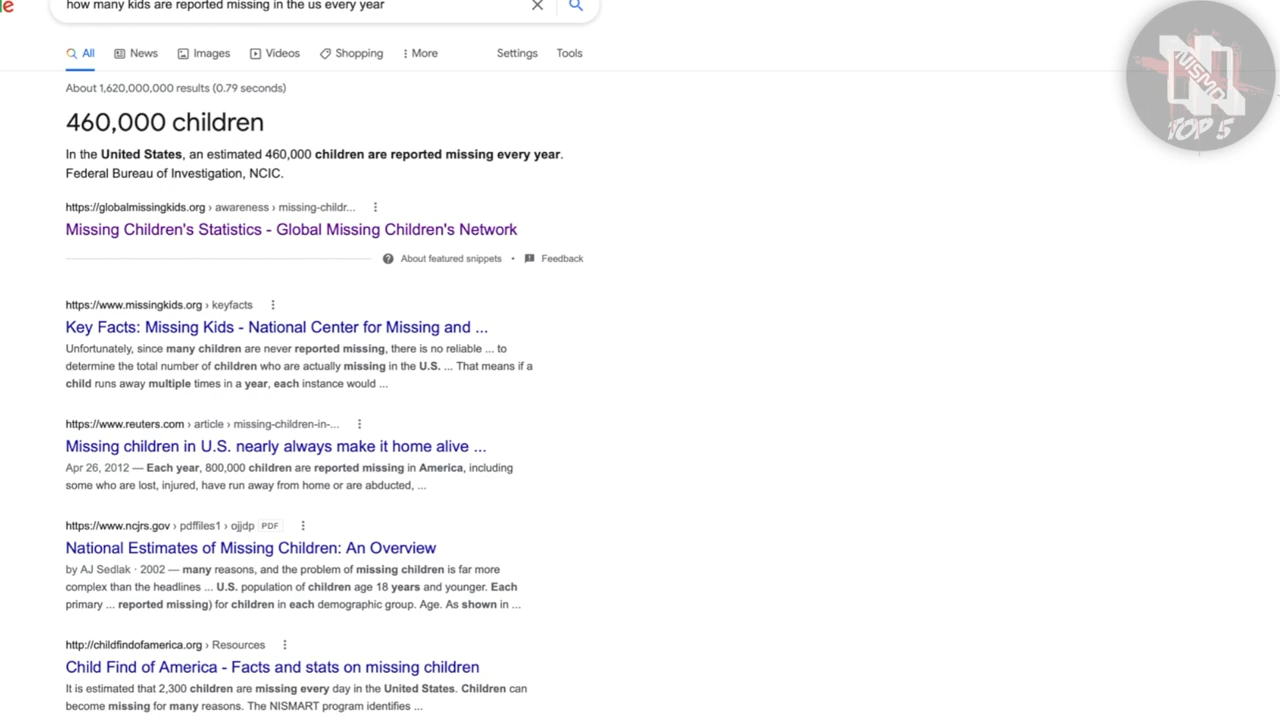 how many kids are reported missing in the us every year
All News Images Videos Shopping More Settings Tools
About 1,620,000,000 results (0.79 seconds)
460,000 children
In the United States, an estimated 460,000 children are reported missing every year.
Federal Bureau of Investigation, NCIC.
https://globalmissingkids.org › awareness › missing-childr...
Missing Children's Statistics - Global Missing Children's Network
About featured snippets • Feedback
https://www.missingkids.org › keyfacts
Key Facts: Missing Kids - National Center for Missing and ...
Unfortunately, since many children are never reported missing, there is no reliable ... to
determine the total number of children who are actually missing in the U.S. ... That means if a
child runs away multiple times in a year, each instance would ...
https://www.reuters.com › article › missing-children-in-...
Missing children in U.S. nearly always make it home alive ...
Apr 26, 2012 — Each year, 800,000 children are reported missing in America, including
some who are lost, injured, have run away from home or are abducted, ...
https://www.ncjrs.gov › pdffiles1 › ojjdp PDF
National Estimates of Missing Children: An Overview
by AJ Sedlak · 2002 — many reasons, and the problem of missing children is far more
complex than the headlines ... U.S. population of children age 18 years and younger. Each
primary ... reported missing) for children in each demographic group. Age. As shown in ...
http://childfindofamerica.org › Resources
Child Find of America - Facts and stats on missing children
It is estimated that 2,300 children are missing every day in the United States. Children can
become missing for many reasons. The NISMART program identifies ...
N
NISMO
TOP 5